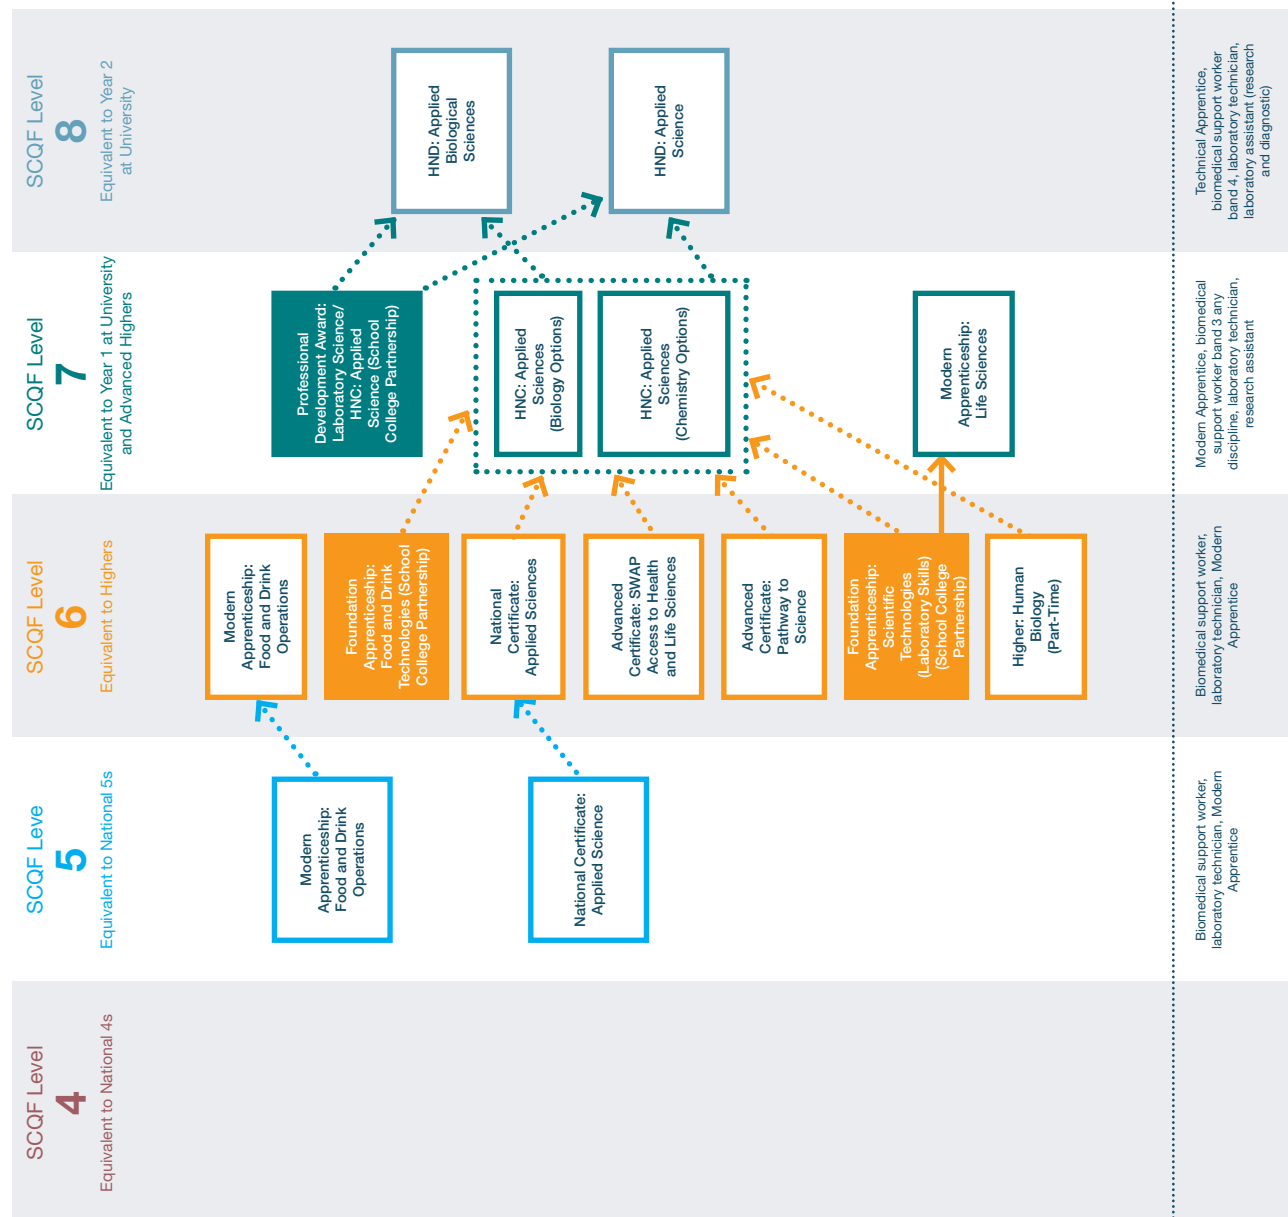 SCQF Level
4
Equivalent to National 4s
SCQF Leve
5
Equivalent to National 5s
Modern
Apprenticeship:
Food and Drink
Operations
National Certificate:
Applied Science
Biomedical support worker,
laboratory technician, Modern
Apprentice
SCQF Level
6
Equivalent to Highers
Modern
Apprenticeship:
Food and Drink
Operations
Foundation
Apprenticeship:
Food and Drink
Technologies (School
College Partnership)
National
Certificate:
Applied Sciences
Advanced
Certificate: SWAP
Access to Health
and Life Sciences
Advanced
Certificate:
Pathway to
Science
Foundation
Apprenticeship:
Scientific
Technologies
(Laboratory Skills)
(School College
Partnership)
Higher: Human
Biology
(Part-Time)
Biomedical support worker,
laboratory technician, Modern
Apprentice
SCQF Level
7
Equivalent to Year 1 at University
and Advanced Highers
Professional
Development Award:
Laboratory Science/
HNC: Applied
Science (School
College Partnership)
HNC: Applied
Sciences
(Biology Options)
HNC: Applied
Sciences
(Chemistry Options)
Modern
Apprenticeship:
Life Sciences
Modern Apprentice, biomedical
support worker band 3 any
discipline, laboratory technician,
research assistant
SCQF Level
8
Equivalent to Year 2
at University
HND: Applied
Biological
Sciences
HND: Applied
Science
Technical Apprentice,
biomedical support worker
band 4, laboratory technician,
laboratory assistant (research
and diagnostic)